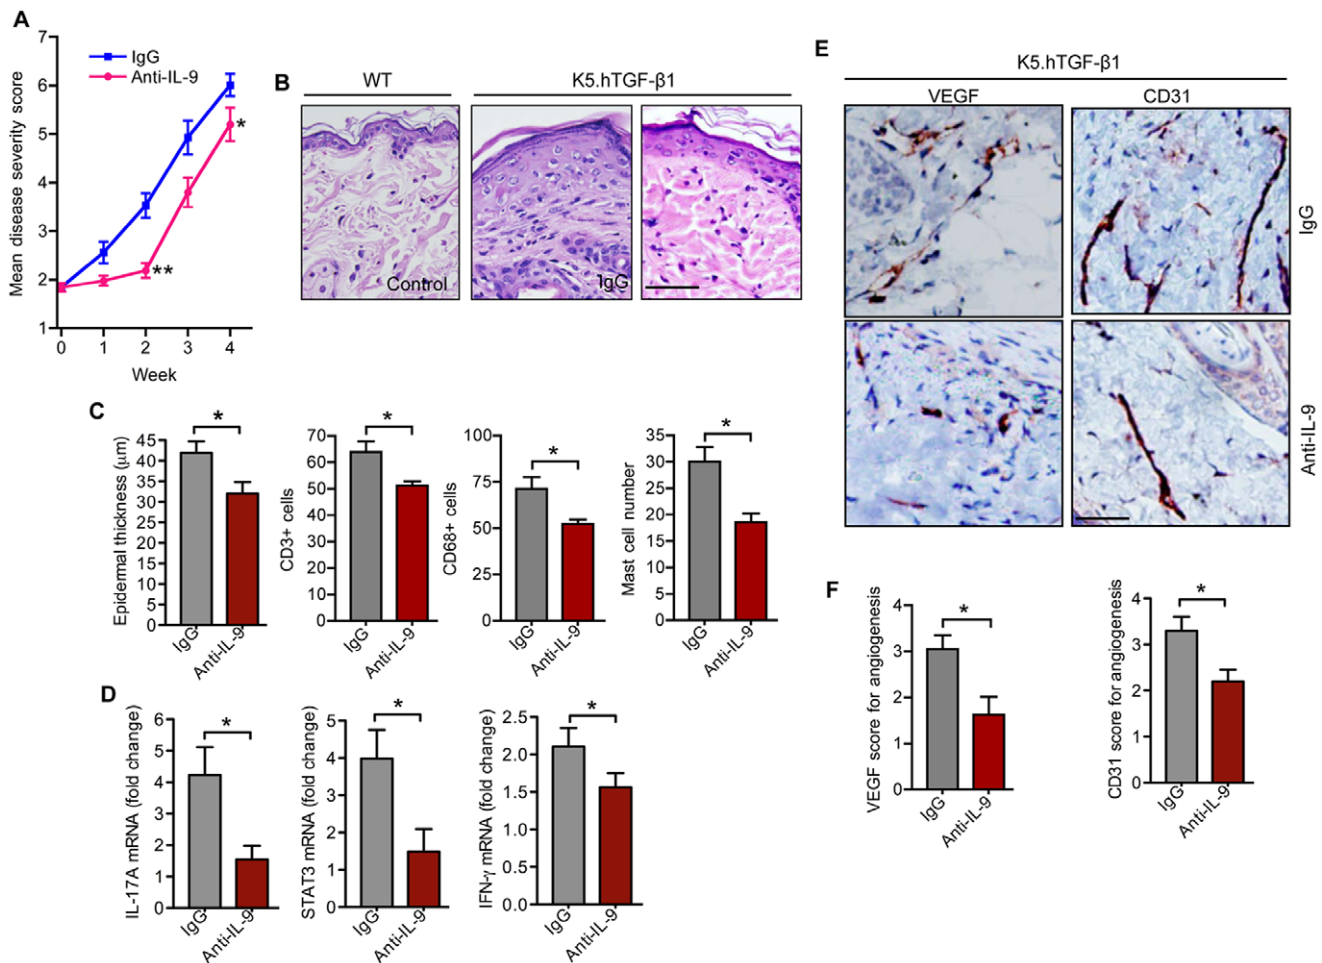 A
7
6
5
4
3
2
1
0 1 2 3 4
Week
Mean disease severity score
IgG
Anti-IL-9
*
**
B
WT
K5.hTGF-β1
Control
IgG
C
Epidermal thickness (μm)
45
40
35
30
25
20
15
10
5
0
*
IgG
Anti-IL-9
CD3+ cells
70
60
50
40
30
20
10
0
*
IgG
Anti-IL-9
CD68+ cells
100
75
50
25
0
*
IgG
Anti-IL-9
Mast cell number
35
30
25
20
15
10
5
0
*
IgG
Anti-IL-9
D
IL-17A mRNA (fold change)
6
5
4
3
2
1
0
*
IgG
Anti-IL-9
STAT3 mRNA (fold change)
5
4
3
2
1
0
*
IgG
Anti-IL-9
IFN-γ mRNA (fold change)
2.5
2.0
1.5
1.0
0.5
0.0
*
IgG
Anti-IL-9
E
K5.hTGF-β1
VEGF
CD31
IgG
Anti-IL-9
F
VEGF score for angiogenesis
4
3
2
1
0
*
IgG
Anti-IL-9
CD31 score for angiogenesis
4
3
2
1
0
*
IgG
Anti-IL-9